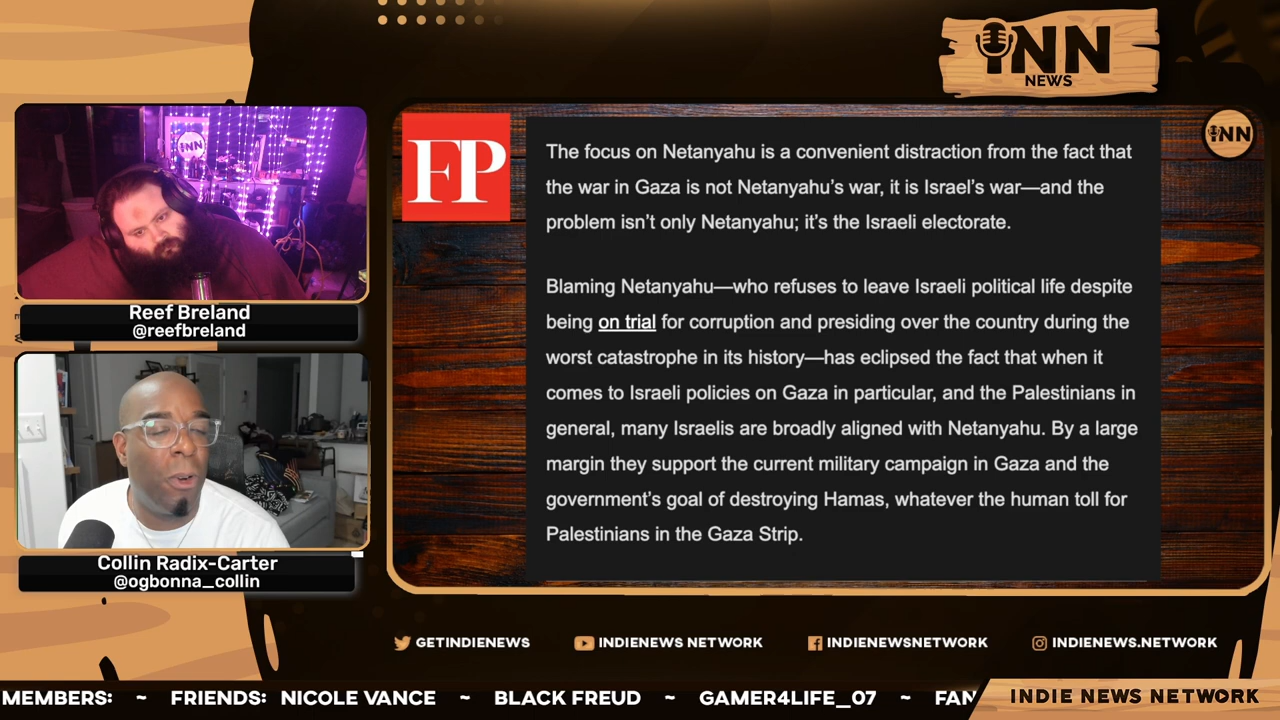 iNN
NEWS
iNN
iNN
FP
The focus on Netanyahu is a convenient distraction from the fact that
the war in Gaza is not Netanyahu’s war, it is Israel’s war—and the
problem isn’t only Netanyahu; it’s the Israeli electorate.
Blaming Netanyahu—who refuses to leave Israeli political life despite
being on trial for corruption and presiding over the country during the
worst catastrophe in its history—has eclipsed the fact that when it
comes to Israeli policies on Gaza in particular, and the Palestinians in
general, many Israelis are broadly aligned with Netanyahu. By a large
margin they support the current military campaign in Gaza and the
government’s goal of destroying Hamas, whatever the human toll for
Palestinians in the Gaza Strip.
Reef Breland
@reefbreland
Collin Radix-Carter
@ogbonna_collin
GETINDIENEWS
INDIENEWS NETWORK
INDIENEWSNETWORK
INDIENEWS.NETWORK
MEMBERS: ~ FRIENDS: NICOLE VANCE ~ BLACK FREUD ~ GAMER4LIFE_07 ~ FAN
INDIE NEWS NETWORK